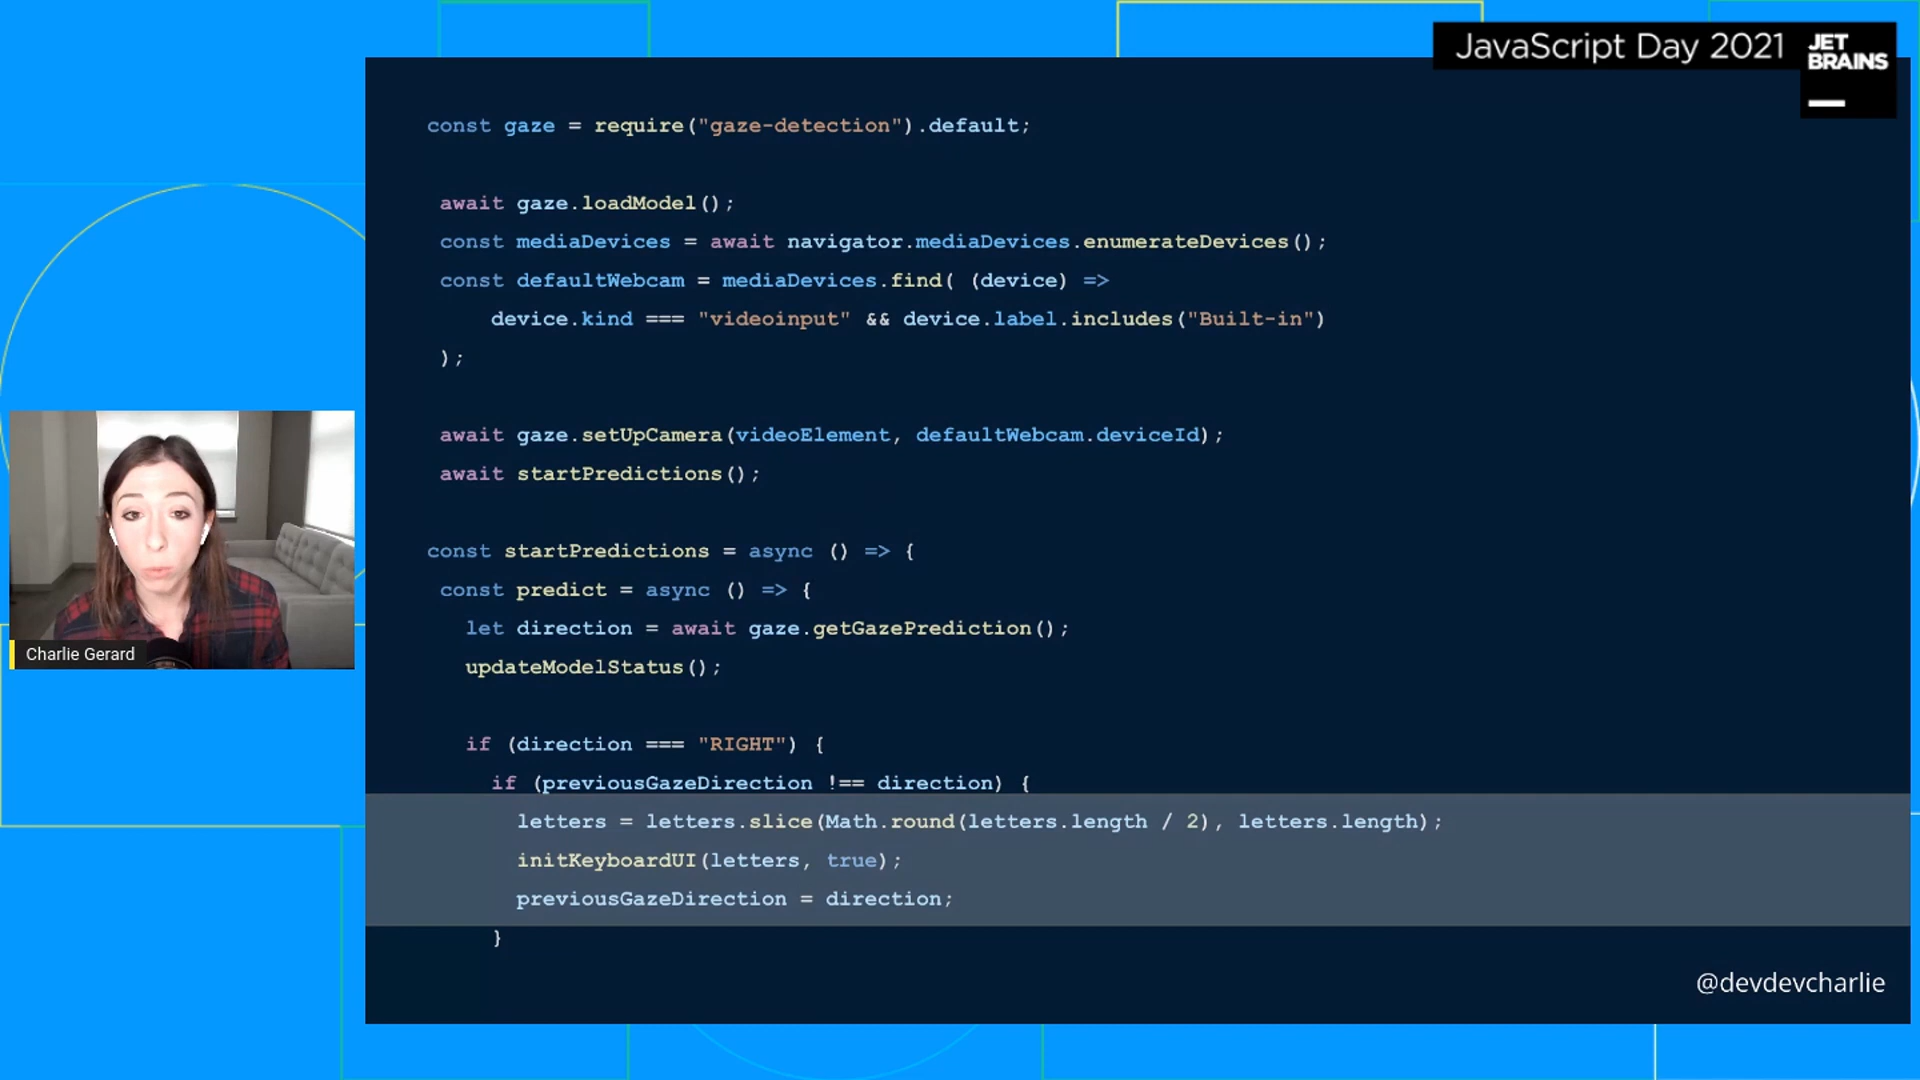 JavaScript Day 2021
JET
BRAINS
const gaze = require("gaze-detection").default;
await gaze.loadModel();
const mediaDevices = await navigator.mediaDevices.enumerateDevices();
const defaultWebcam = mediaDevices.find( (device) =>
device.kind === "videoinput" && device.label.includes("Built-in")
);
await gaze.setUpCamera(videoElement, defaultWebcam.deviceId);
await startPredictions();
const startPredictions = async () => {
const predict = async () => {
let direction = await gaze.getGazePrediction();
updateModelStatus();
if (direction === "RIGHT") {
if (previousGazeDirection !== direction) {
letters = letters.slice(Math.round(letters.length / 2), letters.length);
initKeyboardUI(letters, true);
previousGazeDirection = direction;
}
Charlie Gerard
@devdevcharlie